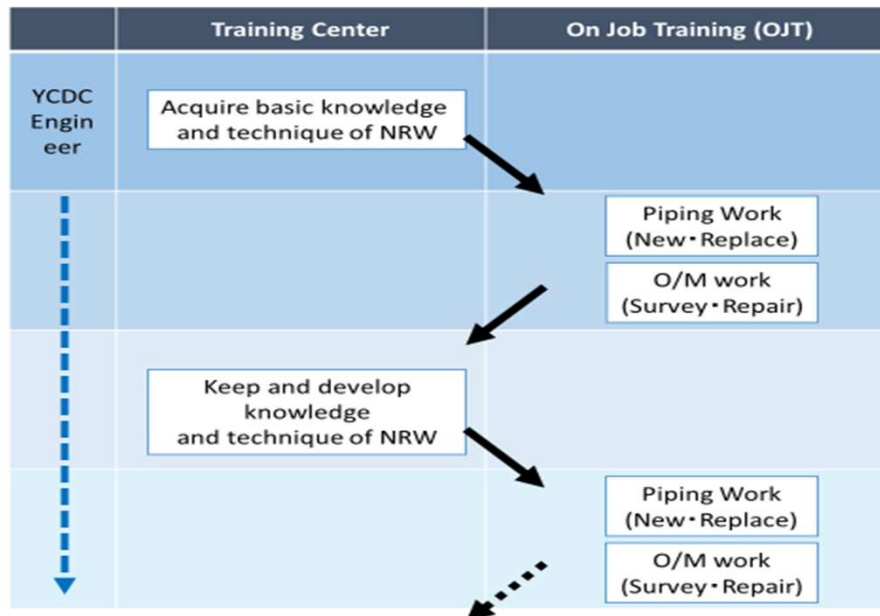 Training Center
On Job Training (OJT)
YCDC
Engin
eer
Acquire basic knowledge
and technique of NRW
Piping Work
(New・Replace)
O/M work
(Survey・Repair)
Keep and develop
knowledge
and technique of NRW
Piping Work
(New・Replace)
O/M work
(Survey・Repair)